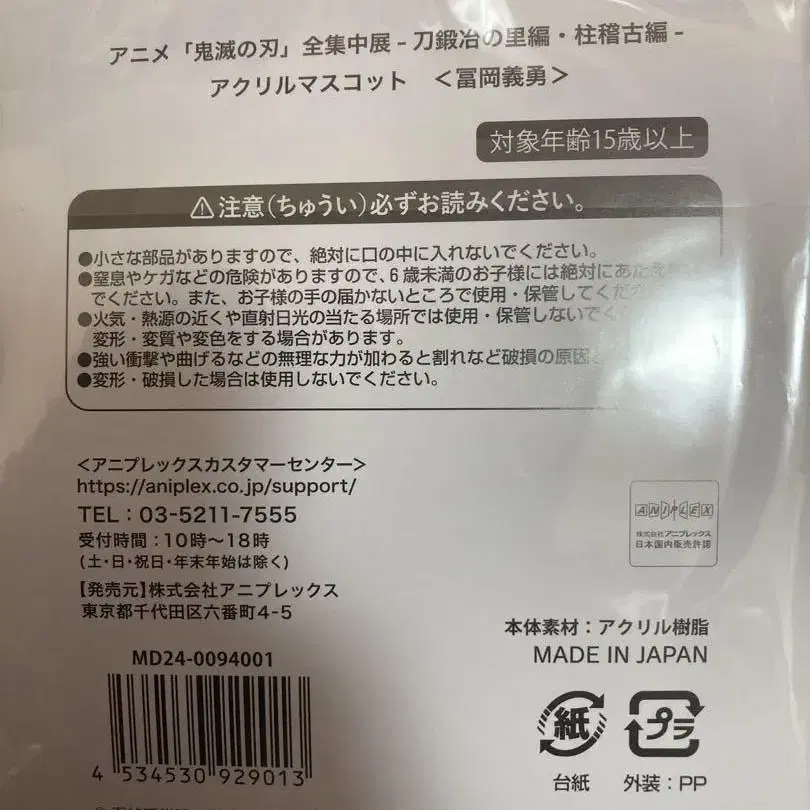 アニメ「鬼滅の刃」全集中展 - 刀鍛冶の里編・柱稽古編 -
アクリルマスコット <冨岡義勇>
対象年齢15歳以上
⚠注意(ちゅうい)必ずお読みください。
●小さな部品がありますので、絶対に口の中に入れないでください。
●窒息やケガなどの危険がありますので、6歳未満のお子様には絶対にあたえ
でください。また、お子様の手の届かないところで使用・保管してくだ
●火気・熱源の近くや直射日光の当たる場所では使用・保管しないで
変形・変質や変色をする場合があります。
●強い衝撃や曲げるなどの無理な力が加わると割れなど破損の原因
●変形・破損した場合は使用しないでください。
<アニプレックスカスタマーセンター>
https://aniplex.co.jp/support/
TEL:03-5211-7555
受付時間:10時～18時
(土・日・祝日・年末年始は除く)
【発売元】株式会社アニプレックス
東京都千代田区六番町4-5
ANIPLEX
株式会社アニプレックス
日本国内販売許諾
本体素材:アクリル樹脂
MADE IN JAPAN
MD24-0094001
4 534530 929013
紙
台紙
プラ
外装:PP